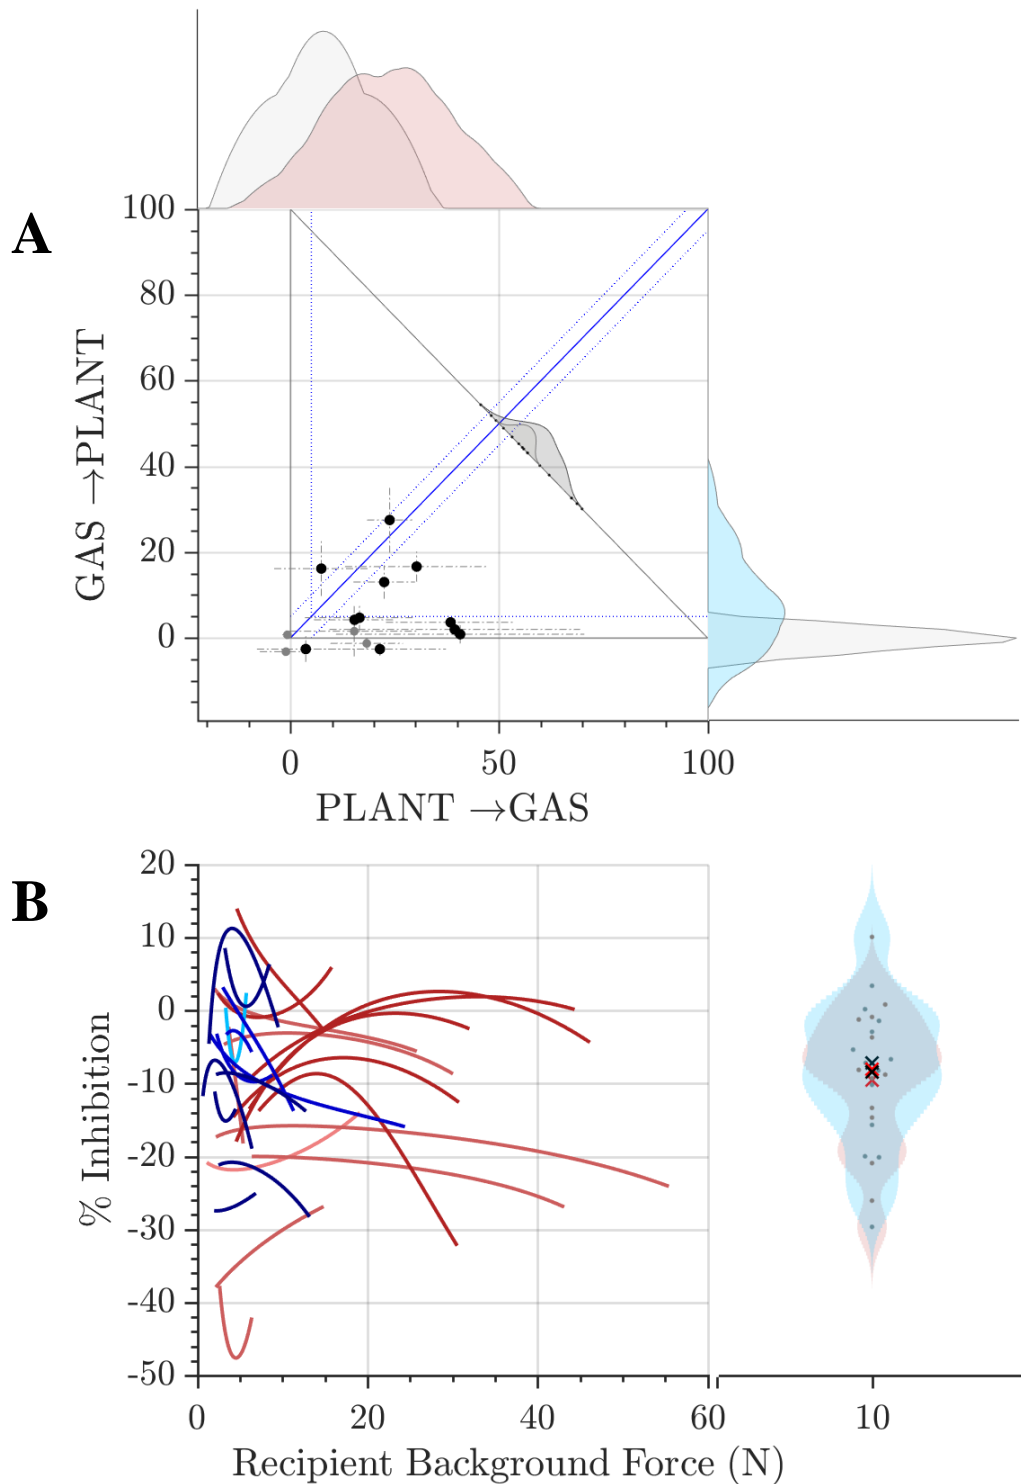 A
100
80
60
40
20
0
GAS →PLANT
0 50 100
PLANT →GAS
B
20
10
0
-10
-20
-30
-40
-50
% Inhibition
0 20 40 60 10
Recipient Background Force (N)